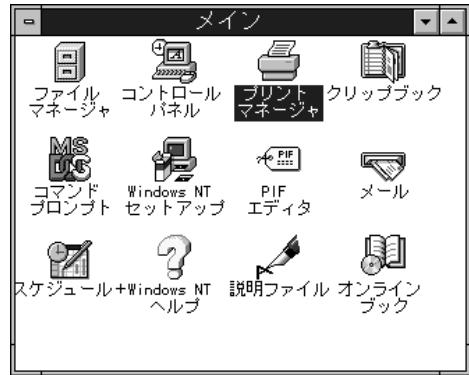 メイン
ファイル マネージャ
コントロール パネル
プリント マネージャ
クリップブック
MS DOS
コマンド プロンプト
Windows NT セットアップ
PIF
PIF エディタ
メール
スケジュール+
Windows NT ヘルプ
説明ファイル
オンライン ブック